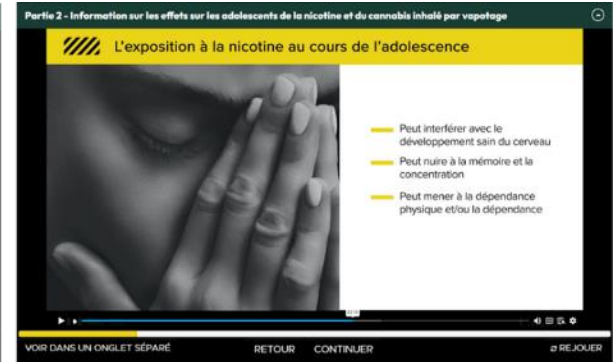 Partie 2 - Information sur les effets sur les adolescents de la nicotine et du cannabis inhalé par vapotage
L'exposition à la nicotine au cours de l'adolescence
Peut interférer avec le
développement sain du cerveau
Peut nuire à la mémoire et la
concentration
Peut mener à la dépendance
physique et/ou la dépendance
VOIR DANS UN ONGLET SÉPARÉ
RETOUR
CONTINUER
REJOUER